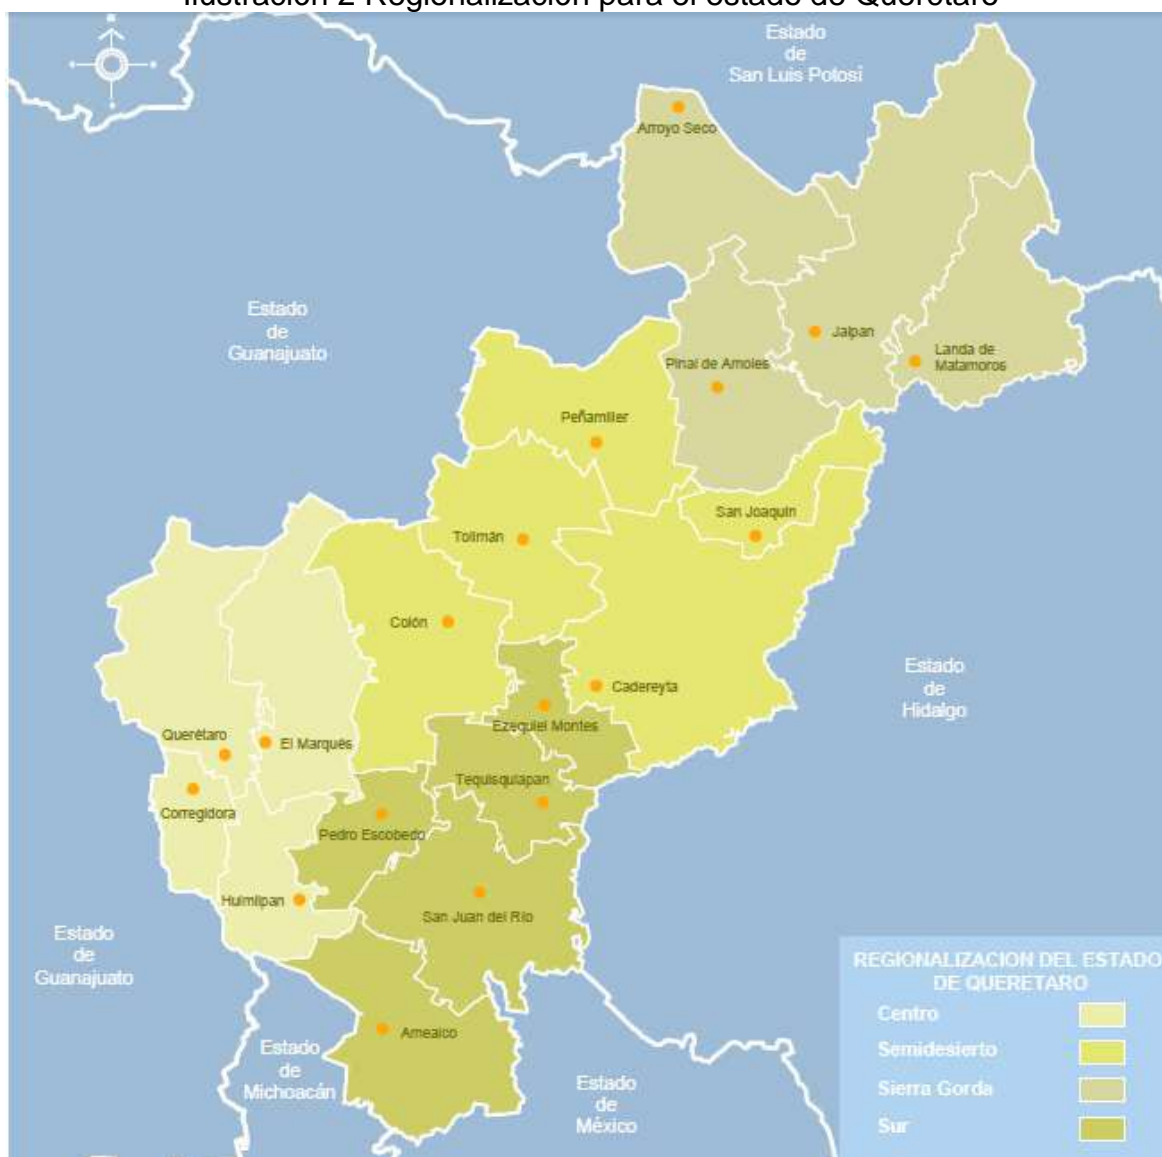 Ilustración 2 Regionalización para el estado de Querétaro
Estado
de
San Luis Potosí
Arroyo Seco
Estado
de
Guanajuato
Jalpan
Landa de
Matamoros
Pinal de Amoles
Peñamiller
San Joaquín
Tolimán
Colón
Estado
de
Hidalgo
Cadereyta
Ezequiel Montes
Querétaro
El Marqués
Tequisquiapan
Corregidora
Pedro Escobedo
Huimilpan
San Juan del Río
Estado
de
Guanajuato
Amealco
Estado
de
Michoacán
Estado
de
México
REGIONALIZACION DEL ESTADO
DE QUERETARO
Centro
Semidesierto
Sierra Gorda
Sur